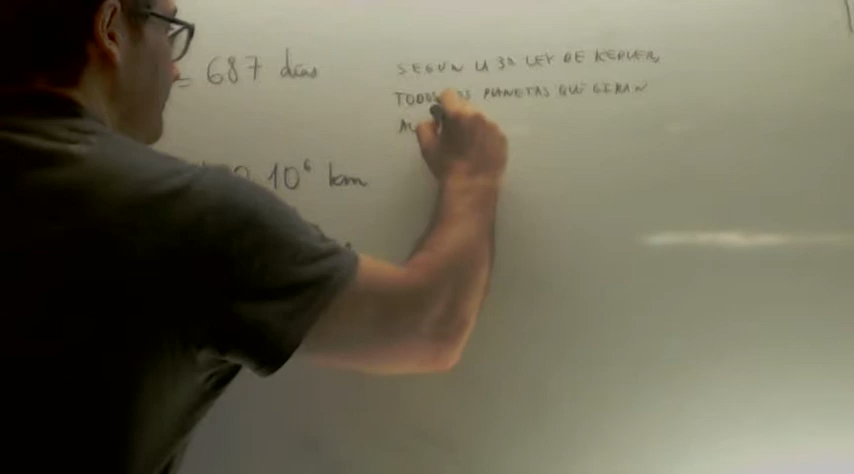 = 687 días
· 10⁶ km
SEGUN LA 3ª LEY DE KEPLER,
TODOS LOS PLANETAS QUE GIRAN